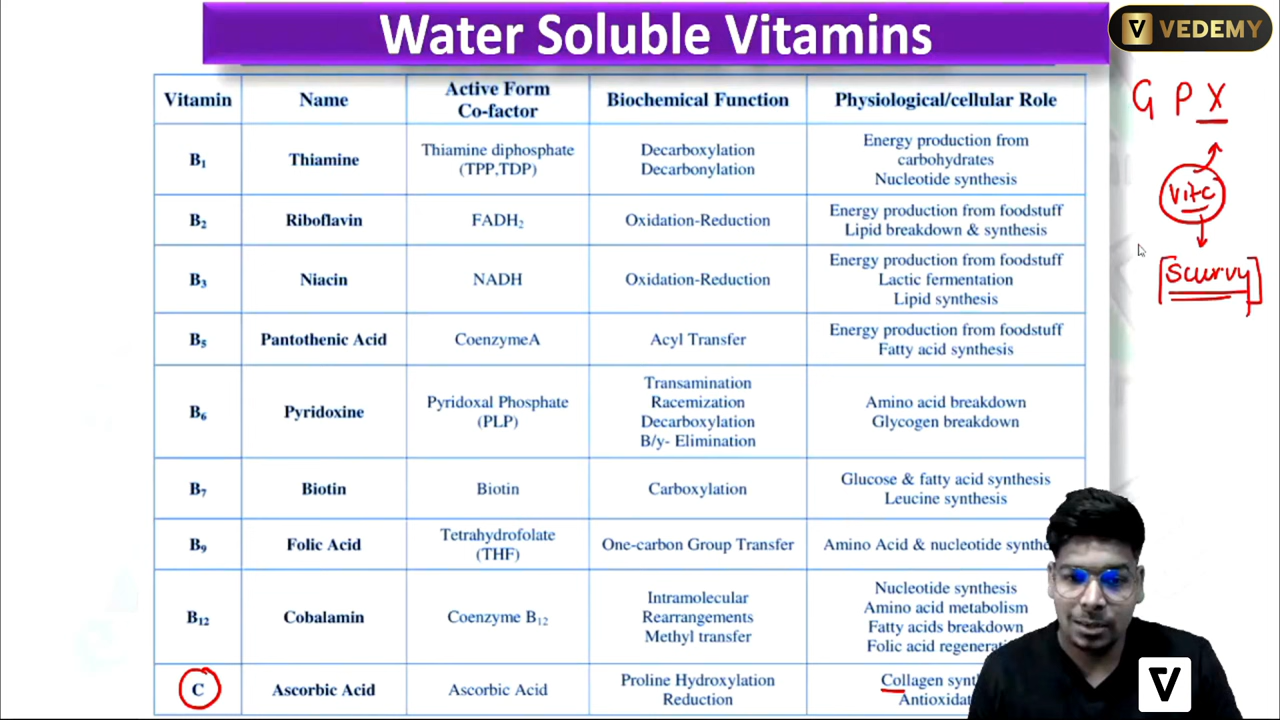 Water Soluble Vitamins
VEDEMY
G P X
Vit C
Scurvy
Vitamin
Name
Active Form
Co-factor
Biochemical Function
Physiological/cellular Role
B1
Thiamine
Thiamine diphosphate
(TPP,TDP)
Decarboxylation
Decarbonylation
Energy production from
carbohydrates
Nucleotide synthesis
B2
Riboflavin
FADH2
Oxidation-Reduction
Energy production from foodstuff
Lipid breakdown & synthesis
B3
Niacin
NADH
Oxidation-Reduction
Energy production from foodstuff
Lactic fermentation
Lipid synthesis
B5
Pantothenic Acid
CoenzymeA
Acyl Transfer
Energy production from foodstuff
Fatty acid synthesis
B6
Pyridoxine
Pyridoxal Phosphate
(PLP)
Transamination
Racemization
Decarboxylation
B/y- Elimination
Amino acid breakdown
Glycogen breakdown
B7
Biotin
Biotin
Carboxylation
Glucose & fatty acid synthesis
Leucine synthesis
B9
Folic Acid
Tetrahydrofolate
(THF)
One-carbon Group Transfer
Amino Acid & nucleotide
B12
Cobalamin
Coenzyme B12
Intramolecular
Rearrangements
Methyl transfer
Nucleotide synthesis
Amino acid metabolism
Fatty acids breakdown
Folic acid
C
Ascorbic Acid
Ascorbic Acid
Proline Hydroxylation
Reduction
Collagen